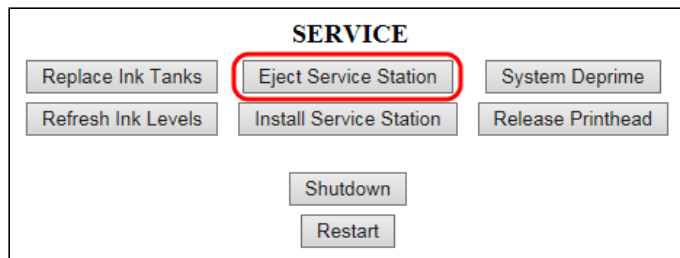 SERVICE
Replace Ink Tanks Eject Service Station System Deprime
Refresh Ink Levels Install Service Station Release Printhead
Shutdown
Restart